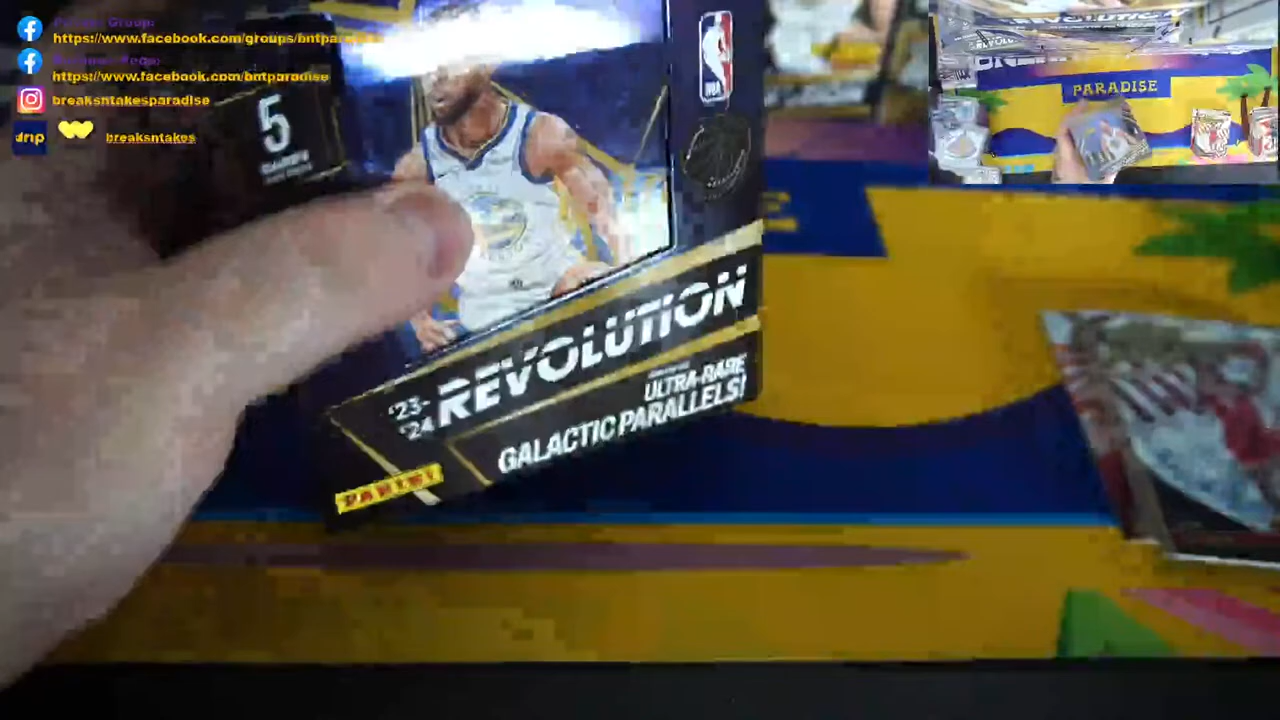 https://www.facebook.com/groups/bntpar
https://www.facebook.com/bntparadise
breaksntakesparadise
drip
breaksntakes
5
NBA
PARADISE
E
'23-
'24
REVOLUTION
ULTRA-RARE
GALACTIC PARALLELS!
PANINI